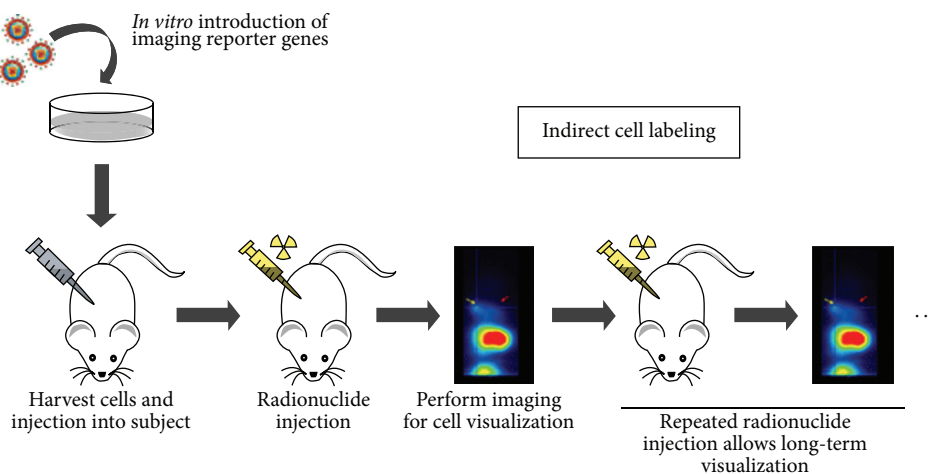 In vitro introduction of
imaging reporter genes
Indirect cell labeling
Harvest cells and
injection into subject
Radionuclide
injection
Perform imaging
for cell visualization
Repeated radionuclide
injection allows long-term
visualization
...